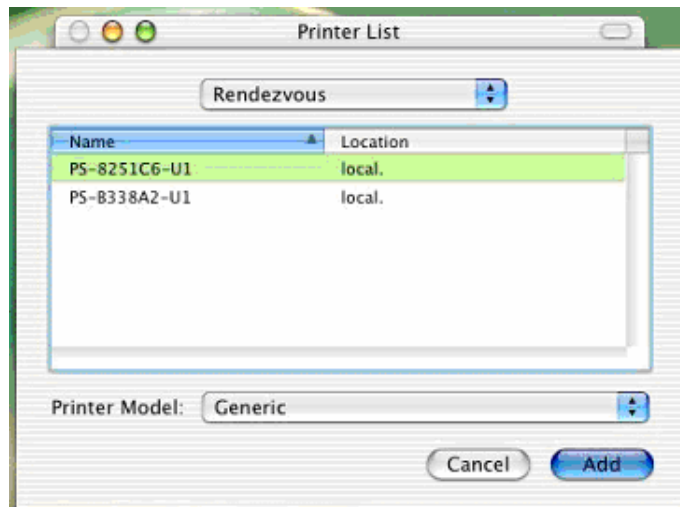 Printer List
Rendezvous
Name Location
PS-8251C6-U1 local.
PS-B338A2-U1 local.
Printer Model: Generic
Cancel Add